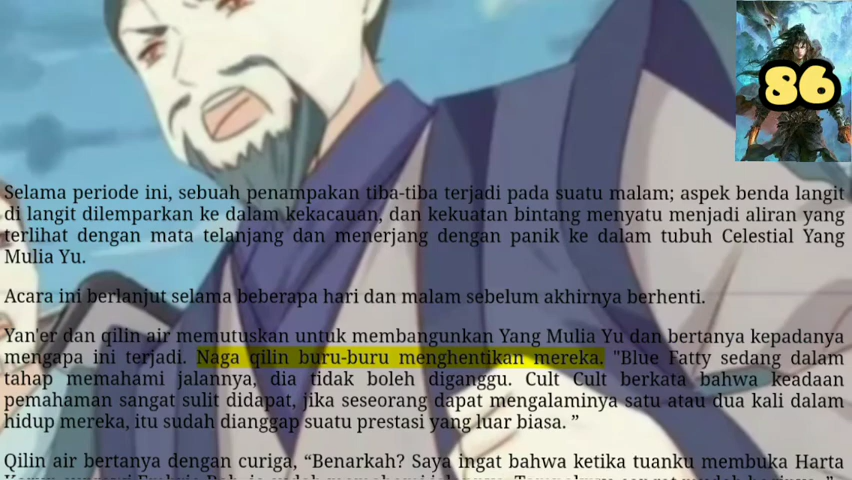 86
Selama periode ini, sebuah penampakan tiba-tiba terjadi pada suatu malam; aspek benda langit
di langit dilemparkan ke dalam kekacauan, dan kekuatan bintang menyatu menjadi aliran yang
terlihat dengan mata telanjang dan menerjang dengan panik ke dalam tubuh Celestial Yang
Mulia Yu.
Acara ini berlanjut selama beberapa hari dan malam sebelum akhirnya berhenti.
Yan'er dan qilin air memutuskan untuk membangunkan Yang Mulia Yu dan bertanya kepadanya
mengapa ini terjadi. Naga qilin buru-buru menghentikan mereka. "Blue Fatty sedang dalam
tahap memahami jalannya, dia tidak boleh diganggu. Cult Cult berkata bahwa keadaan
pemahaman sangat sulit didapat, jika seseorang dapat mengalaminya satu atau dua kali dalam
hidup mereka, itu sudah dianggap suatu prestasi yang luar biasa. ”
Qilin air bertanya dengan curiga, “Benarkah? Saya ingat bahwa ketika tuanku membuka Harta